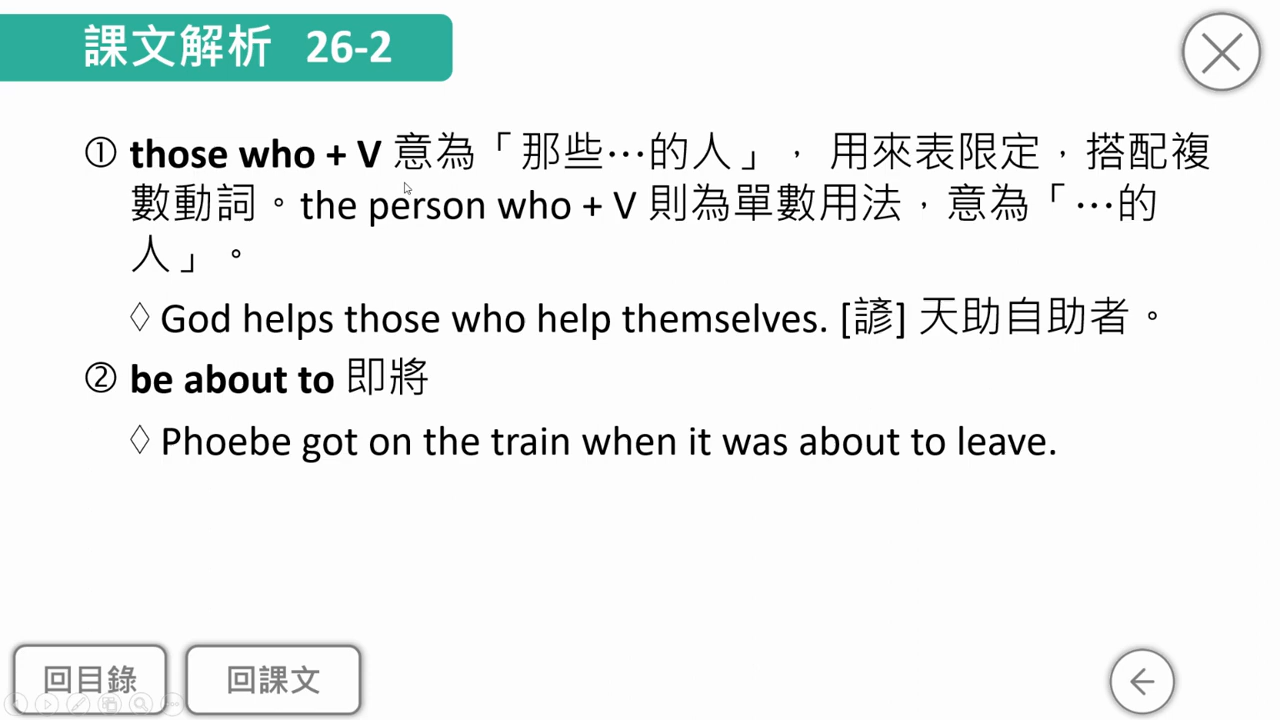 課文解析 26-2
① those who + V 意為「那些…的人」，用來表限定，搭配複
數動詞。the person who + V 則為單數用法，意為「…的
人」。
◊ God helps those who help themselves. [諺] 天助自助者。
② be about to 即將
◊ Phoebe got on the train when it was about to leave.
回目錄 回課文